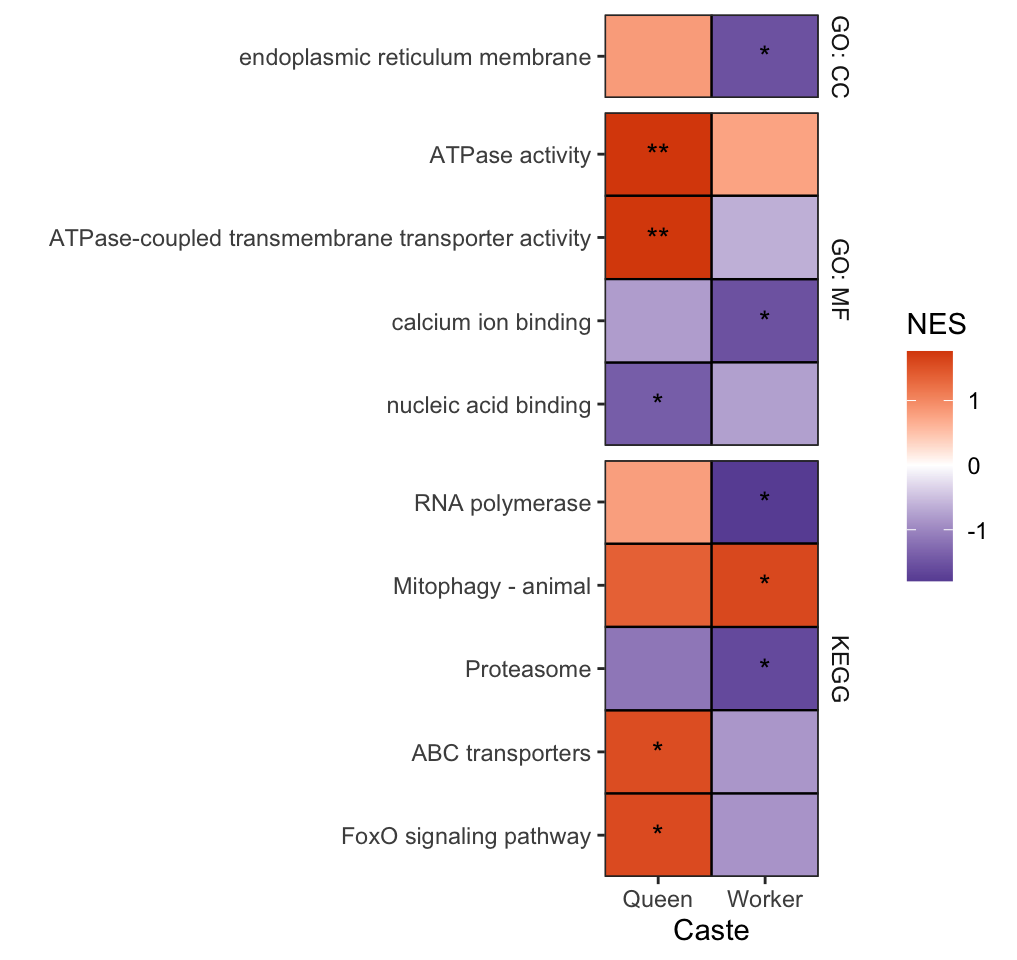 endoplasmic reticulum membrane
*
GO: CC
ATPase activity
**
ATPase-coupled transmembrane transporter activity
**
calcium ion binding
*
nucleic acid binding
*
GO: MF
RNA polymerase
*
Mitophagy - animal
*
Proteasome
*
ABC transporters
*
FoxO signaling pathway
*
KEGG
Queen Worker
Caste
NES
1
0
-1